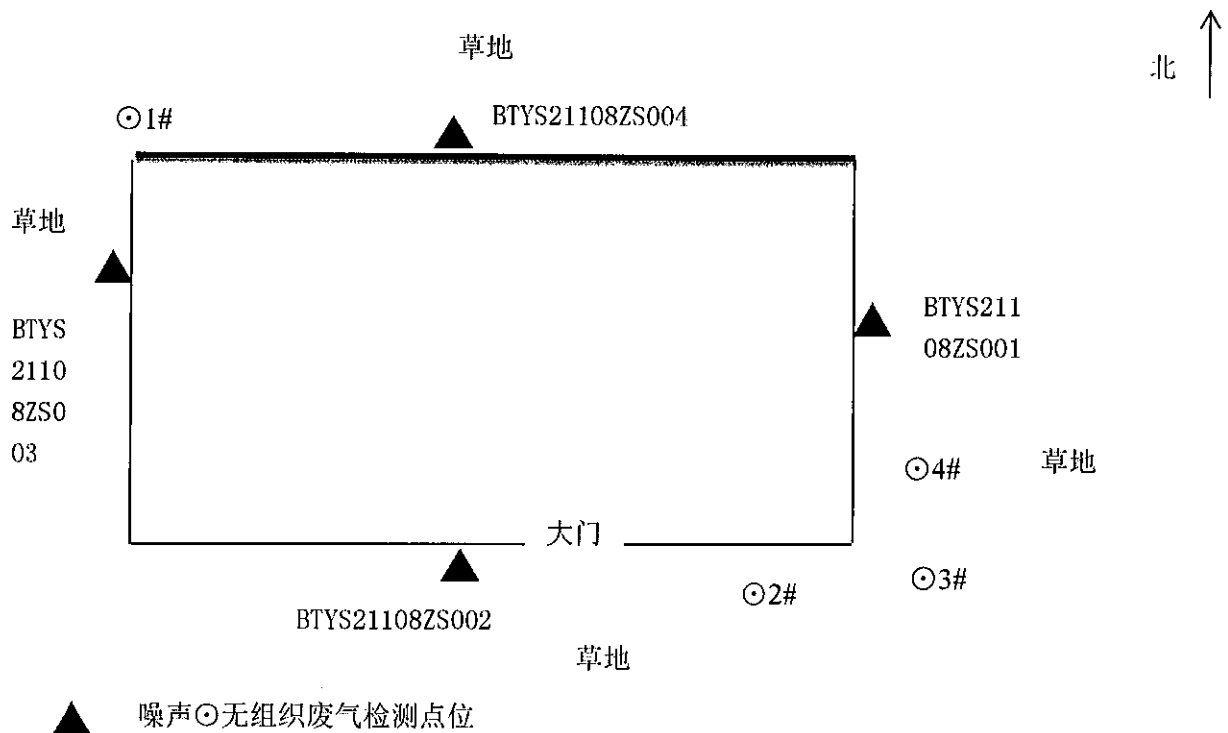 草地
北
⊙1#
BTYS21108ZS004
草地
BTYS
2110
8ZS0
03
BTYS211
08ZS001
⊙4#
草地
大门
⊙3#
⊙2#
BTYS21108ZS002
草地
▲ 噪声⊙无组织废气检测点位